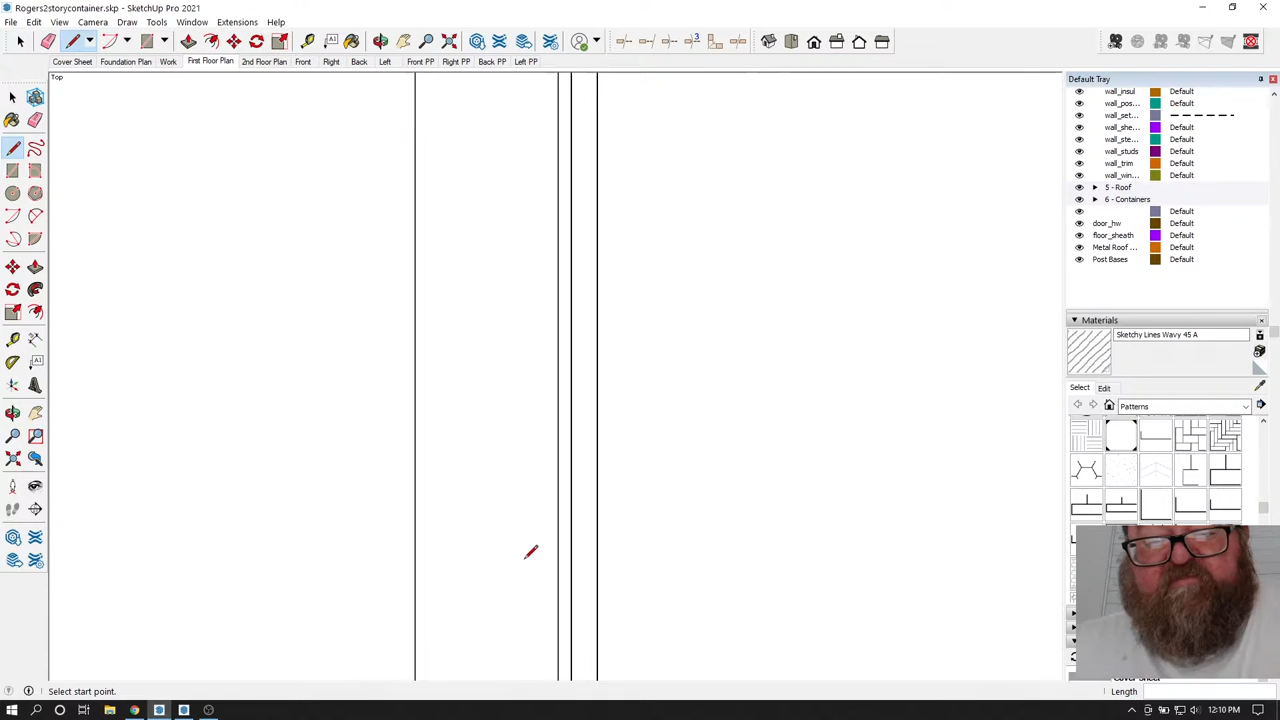 Rogers2storycontainer.skp - SketchUp Pro 2021
File Edit View Camera Draw Tools Window Extensions Help
3
Cover Sheet Foundation Plan Work First Floor Plan 2nd Floor Plan Front Right Back Left Front PP Right PP Back PP Left PP
Top
Default Tray
wall_insul Default
wall_pos... Default
wall_set...
wall_she... Default
wall_ste... Default
wall_studs Default
wall_trim Default
wall_win... Default
5 - Roof
6 - Containers
Default
door_hw Default
floor_sheath Default
Metal Roof ... Default
Post Bases Default
Materials
Sketchy Lines Wavy 45 A
Select Edit
Patterns
Cover Sheet
Select start point.
Length
12:10 PM